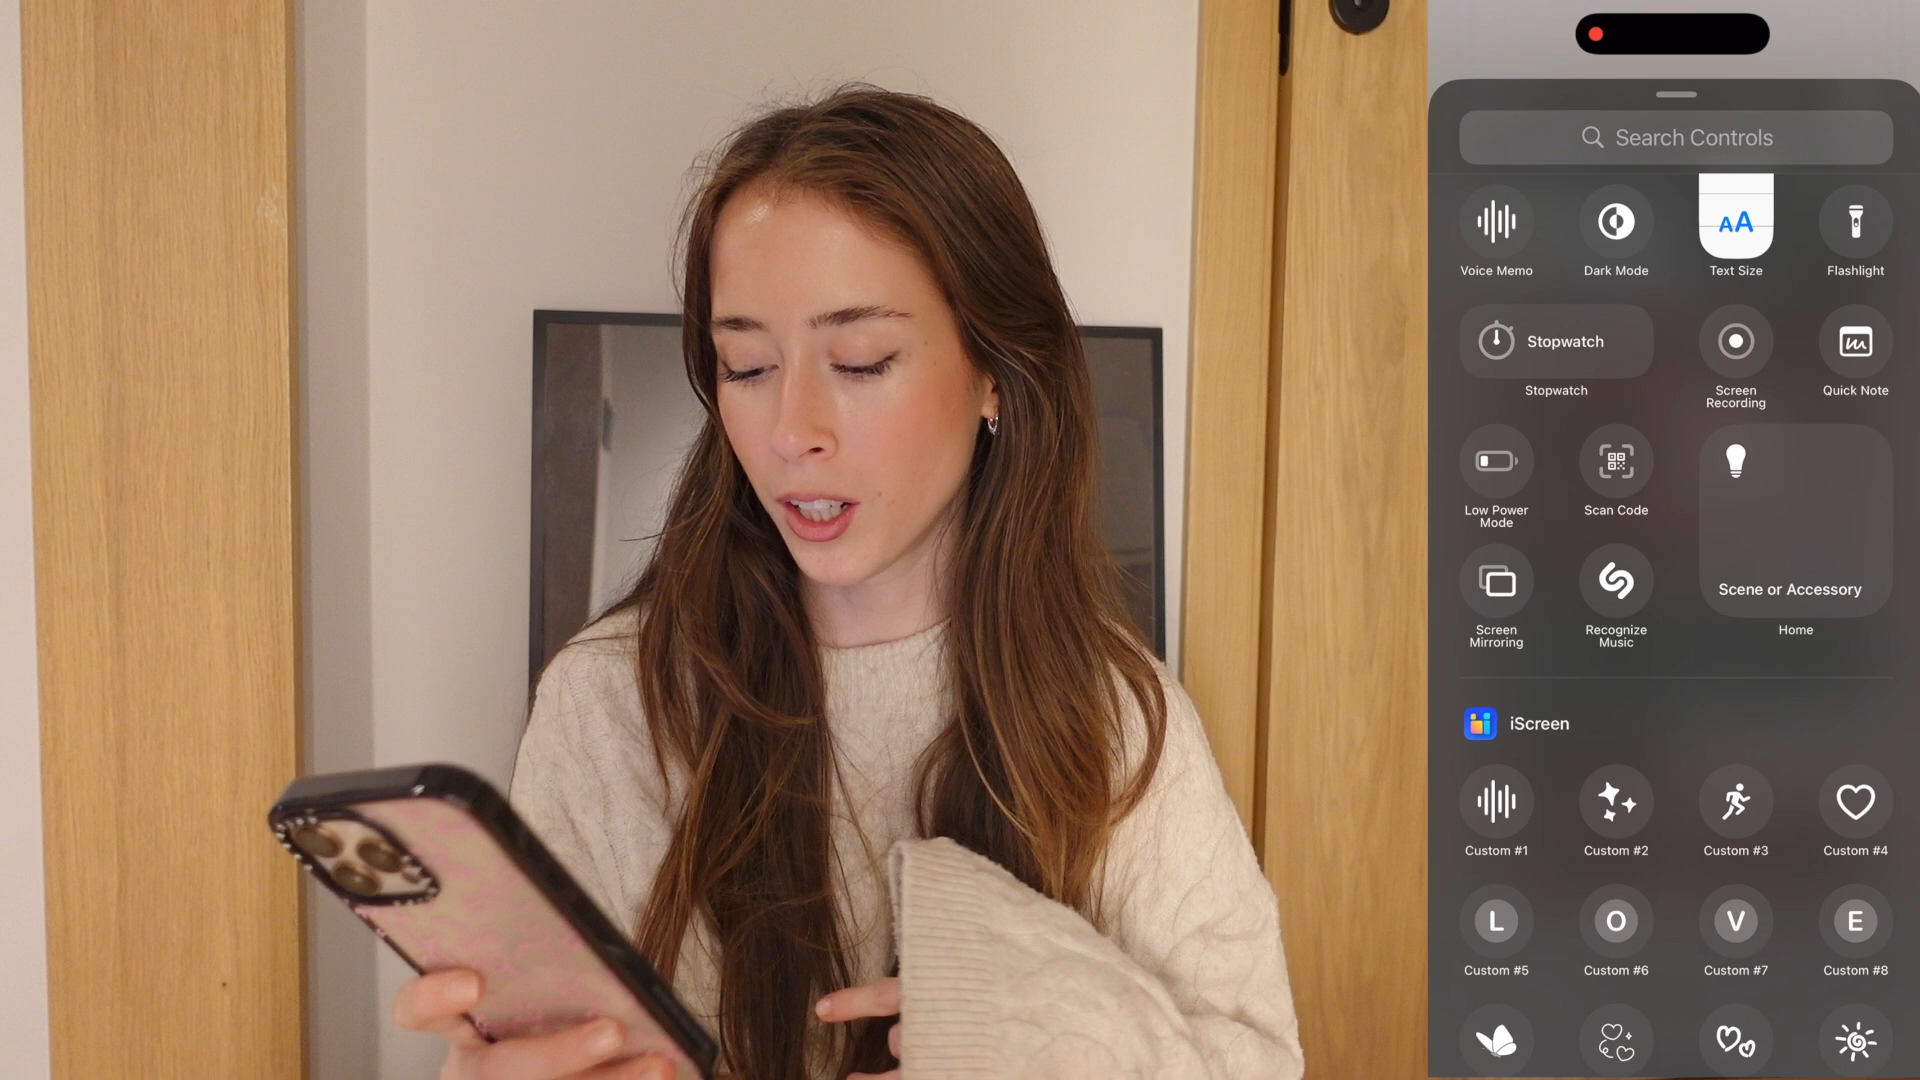 Search Controls
AA
Voice Memo
Dark Mode
Text Size
Flashlight
Stopwatch
Stopwatch
Screen
Recording
Quick Note
Low Power
Mode
Scan Code
Scene or Accessory
Screen
Mirroring
Recognize
Music
Home
iScreen
Custom #1
Custom #2
Custom #3
Custom #4
L
O
V
E
Custom #5
Custom #6
Custom #7
Custom #8